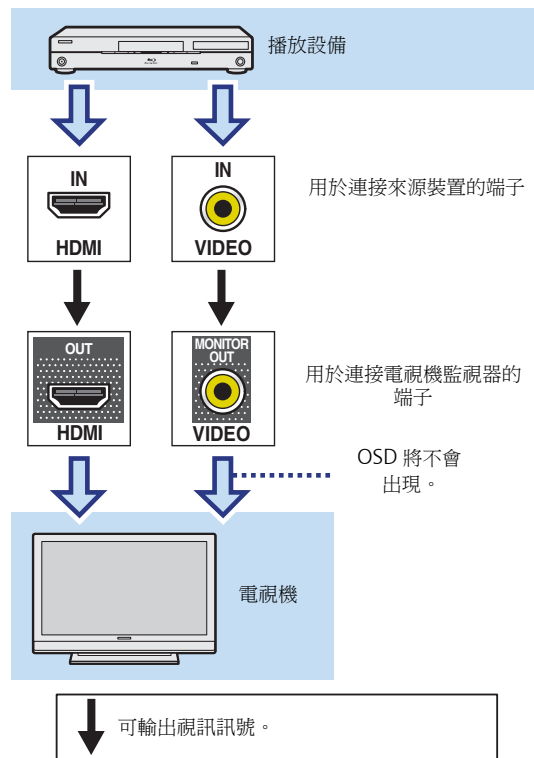 播放設備
IN
HDMI
IN
VIDEO
用於連接來源裝置的端子
OUT
HDMI
MONITOR
OUT
VIDEO
用於連接電視機監視器的
端子
OSD 將不會
出現。
電視機
可輸出視訊訊號。